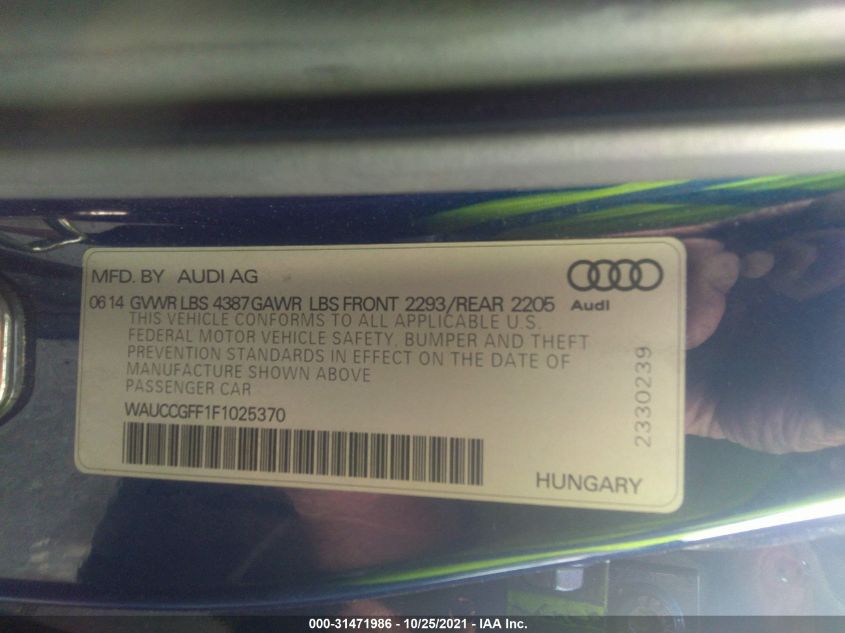 MFD. BY AUDI AG
Audi
0614 GVWR LBS 4387 GAWR LBS FRONT 2293/REAR 2205
THIS VEHICLE CONFORMS TO ALL APPLICABLE U.S.
FEDERAL MOTOR VEHICLE SAFETY, BUMPER AND THEFT
PREVENTION STANDARDS IN EFFECT ON THE DATE OF
MANUFACTURE SHOWN ABOVE
PASSENGER CAR
WAUCCGFF1F1025370
2330239
HUNGARY
000-31471986 - 10/25/2021 - IAA Inc.